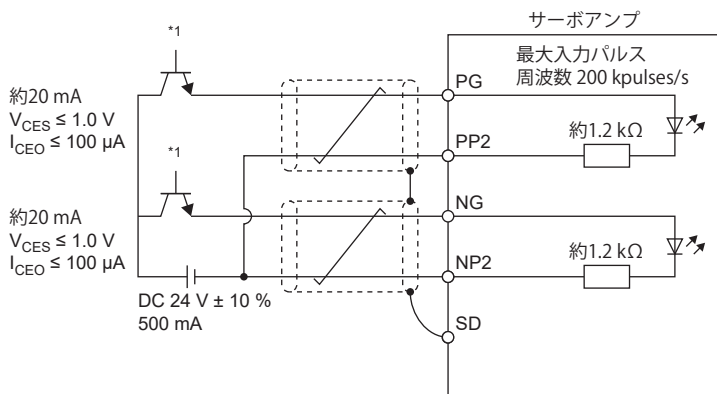 サーボアンプ
*1
最大入力パルス
周波数 200 kpulses/s
PG
約20 mA
VCES ≤ 1.0 V
ICEO ≤ 100 µA
約1.2 kΩ
PP2
*1
NG
約20 mA
VCES ≤ 1.0 V
ICEO ≤ 100 µA
約1.2 kΩ
NP2
DC 24 V ± 10 %
500 mA
SD